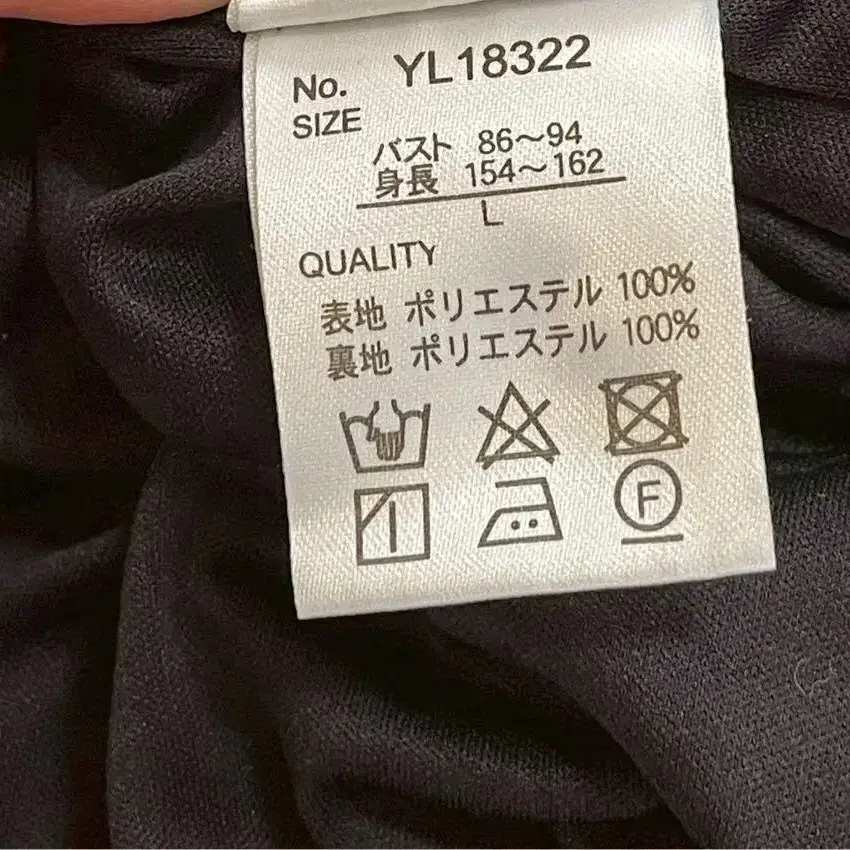 No. YL18322
SIZE
バスト 86〜94
身長 154〜162
L
QUALITY
表地 ポリエステル 100%
裏地 ポリエステル 100%
F